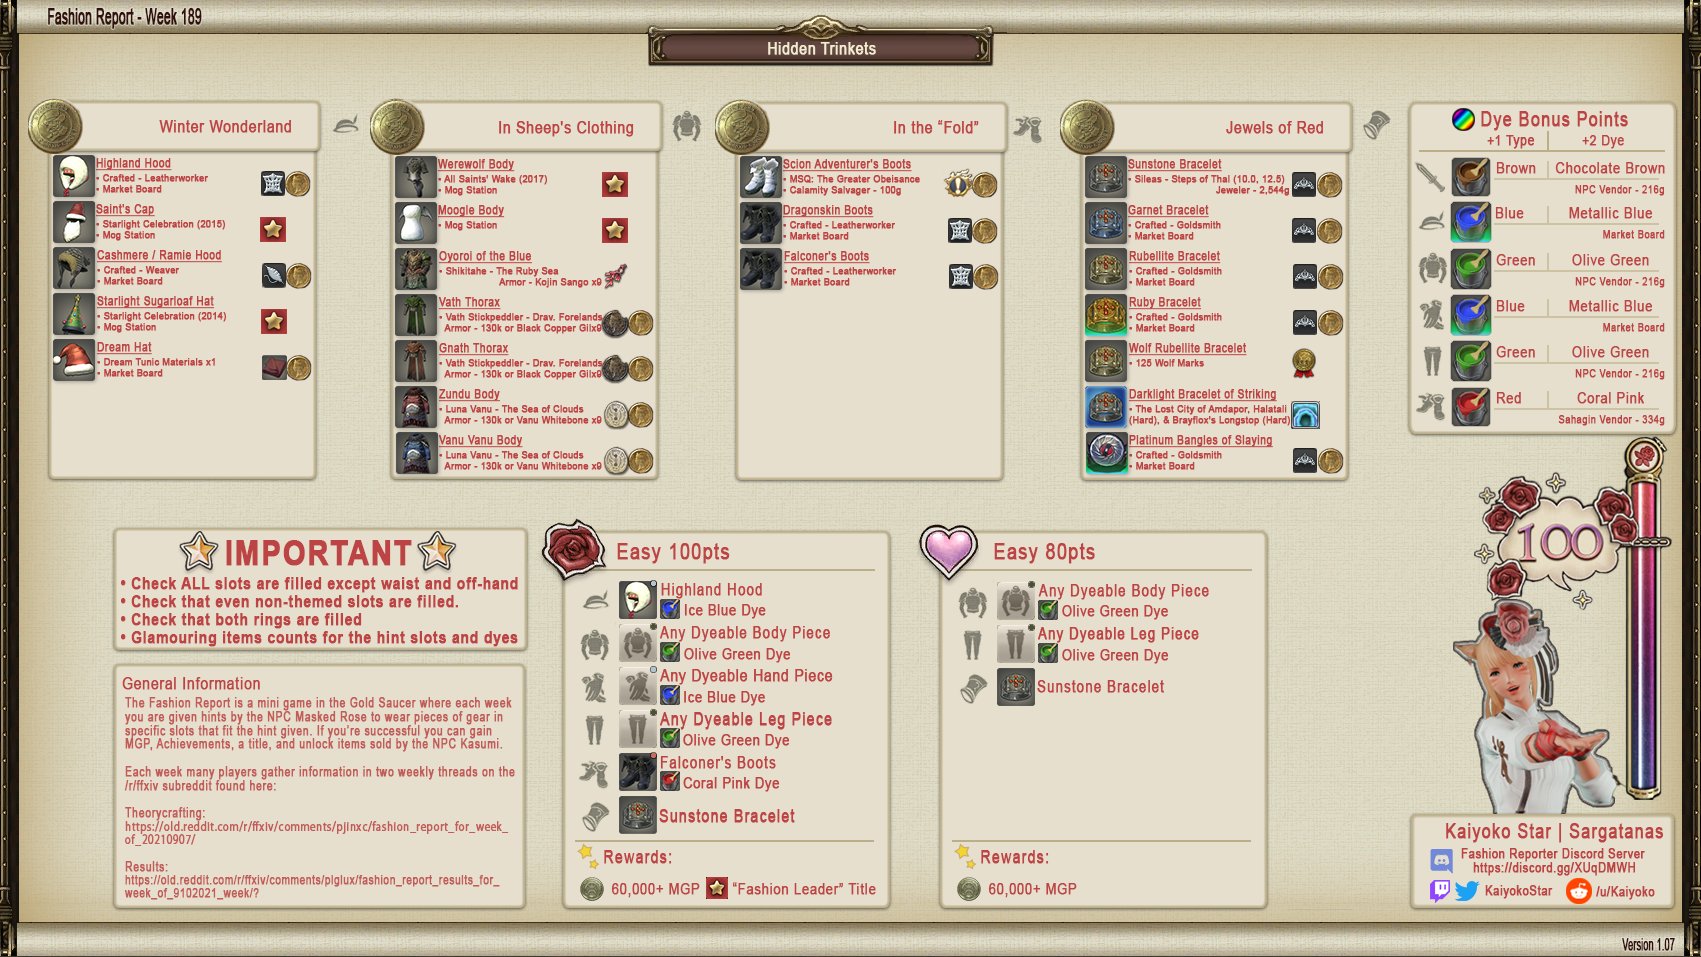 Fashion Report - Week 189
Hidden Trinkets
Winter Wonderland
Highland Hood
• Crafted - Leatherworker
• Market Board
Saint's Cap
• Starlight Celebration (2015)
• Mog Station
Cashmere / Ramie Hood
• Crafted - Weaver
• Market Board
Starlight Sugarloaf Hat
• Starlight Celebration (2014)
• Mog Station
Dream Hat
• Dream Tunic Materials x1
• Market Board
In Sheep's Clothing
Werewolf Body
• All Saints' Wake (2017)
• Mog Station
Moogle Body
• Mog Station
Oyoroi of the Blue
• Shikitahe - The Ruby Sea
Armor - Kojin Sango x9
Vath Thorax
• Vath Stickpeddler - Drav. Forelands
Armor - 130k or Black Copper Gilx9
Gnath Thorax
• Vath Stickpeddler - Drav. Forelands
Armor - 130k or Black Copper Gilx9
Zundu Body
• Luna Vanu - The Sea of Clouds
Armor - 130k or Vanu Whitebone x9
Vanu Vanu Body
• Luna Vanu - The Sea of Clouds
Armor - 130k or Vanu Whitebone x9
In the “Fold”
Scion Adventurer's Boots
• MSQ: The Greater Obeisance
• Calamity Salvager - 100g
Dragonskin Boots
• Crafted - Leatherworker
• Market Board
Falconer's Boots
• Crafted - Leatherworker
• Market Board
Jewels of Red
Sunstone Bracelet
• Sileas - Steps of Thal (10.0, 12.5)
Jeweler - 2,544g
Garnet Bracelet
• Crafted - Goldsmith
• Market Board
Rubellite Bracelet
• Crafted - Goldsmith
• Market Board
Ruby Bracelet
• Crafted - Goldsmith
• Market Board
Wolf Rubellite Bracelet
• 125 Wolf Marks
Darklight Bracelet of Striking
• The Lost City of Amdapor, Halatali
(Hard), & Brayflox's Longstop (Hard)
Platinum Bangles of Slaying
• Crafted - Goldsmith
• Market Board
Dye Bonus Points
+1 Type | +2 Dye
Brown | Chocolate Brown
NPC Vendor - 216g
Blue | Metallic Blue
Market Board
Green | Olive Green
NPC Vendor - 216g
Blue | Metallic Blue
Market Board
Green | Olive Green
NPC Vendor - 216g
Red | Coral Pink
Sahagin Vendor - 334g
IMPORTANT
• Check ALL slots are filled except waist and off-hand
• Check that even non-themed slots are filled.
• Check that both rings are filled
• Glamouring items counts for the hint slots and dyes
General Information
The Fashion Report is a mini game in the Gold Saucer where each week
you are given hints by the NPC Masked Rose to wear pieces of gear in
specific slots that fit the hint given. If you're successful you can gain
MGP, Achievements, a title, and unlock items sold by the NPC Kasumi.
Each week many players gather information in two weekly threads on the
/r/ffxiv subreddit found here:
Theorycrafting:
https://old.reddit.com/r/ffxiv/comments/pjinxc/fashion_report_for_week_
of_20210907/
Results:
https://old.reddit.com/r/ffxiv/comments/plglux/fashion_report_results_for_
week_of_9102021_week/?
Easy 100pts
Highland Hood
Ice Blue Dye
Any Dyeable Body Piece
Olive Green Dye
Any Dyeable Hand Piece
Ice Blue Dye
Any Dyeable Leg Piece
Olive Green Dye
Falconer's Boots
Coral Pink Dye
Sunstone Bracelet
Rewards:
60,000+ MGP “Fashion Leader” Title
Easy 80pts
Any Dyeable Body Piece
Olive Green Dye
Any Dyeable Leg Piece
Olive Green Dye
Sunstone Bracelet
Rewards:
60,000+ MGP
100
Kaiyoko Star | Sargatanas
Fashion Reporter Discord Server
https://discord.gg/XUqDMWH
KaiyokoStar /u/Kaiyoko
Version 1.07